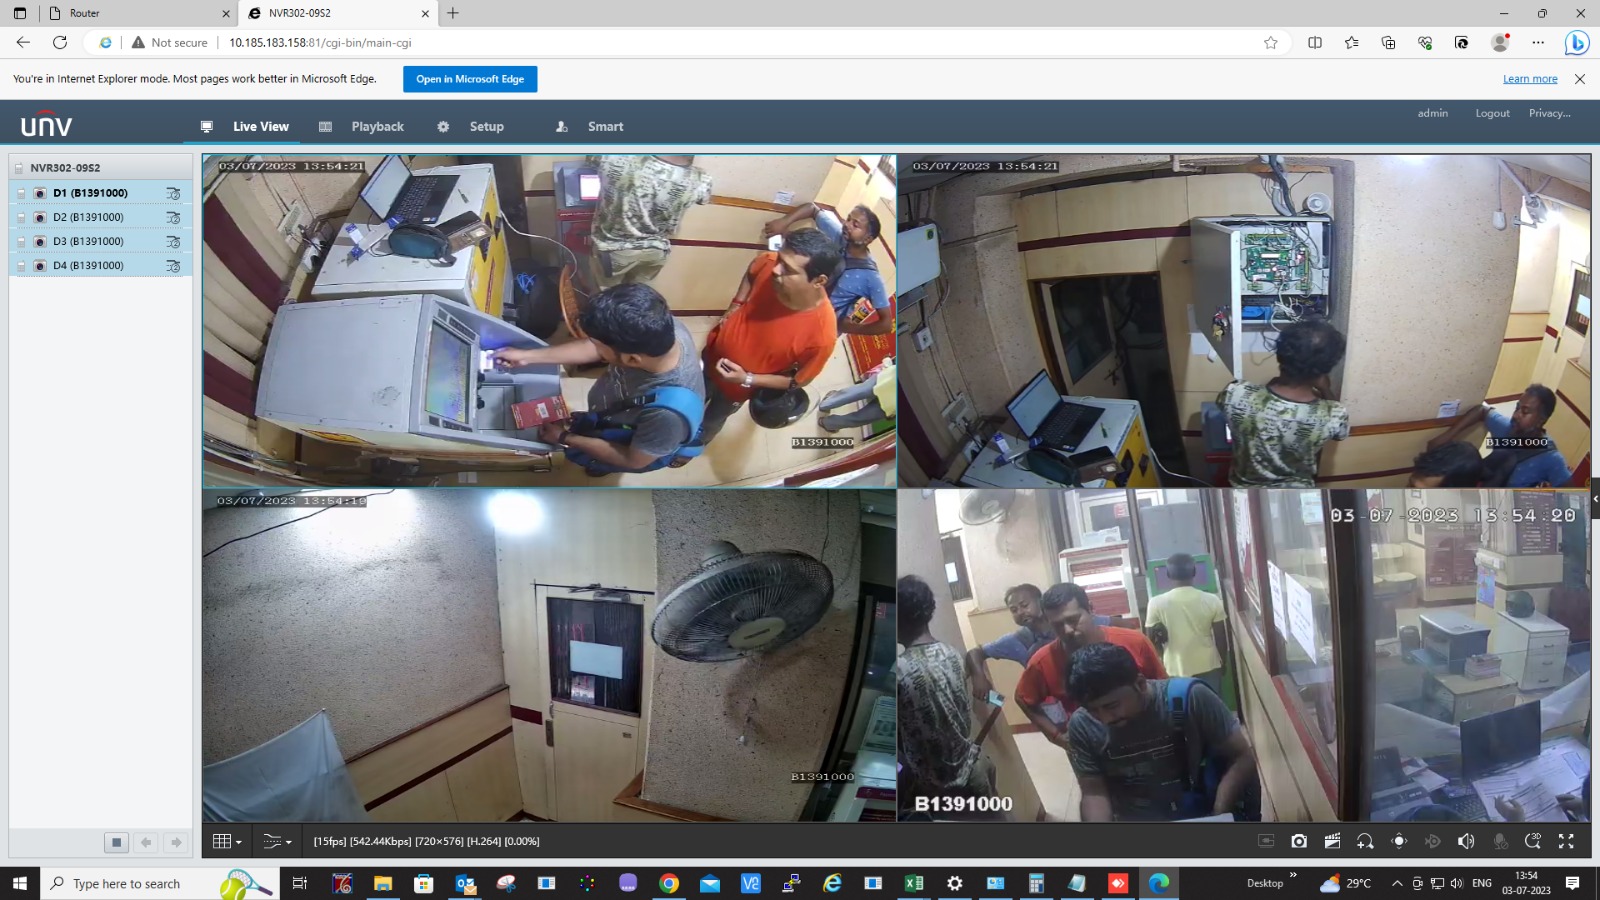 Router
NVR302-09S2
Not secure
10.185.183.158:81/cgi-bin/main-cgi
You're in Internet Explorer mode. Most pages work better in Microsoft Edge.
Open in Microsoft Edge
Learn more
unv
Live View
Playback
Setup
Smart
admin
Logout
Privacy...
NVR302-09S2
D1 (B1391000)
D2 (B1391000)
D3 (B1391000)
D4 (B1391000)
03/07/2023 13:54:21
B1391000
03/07/2023 13:54:21
B1391000
03/07/2023 13:54:19
B1391000
03-07-2023 13:54:20
B1391000
[15fps] [542.44Kbps] [720×576] [H.264] [0.00%]
Type here to search
Desktop
29°C
ENG
13:54
03-07-2023